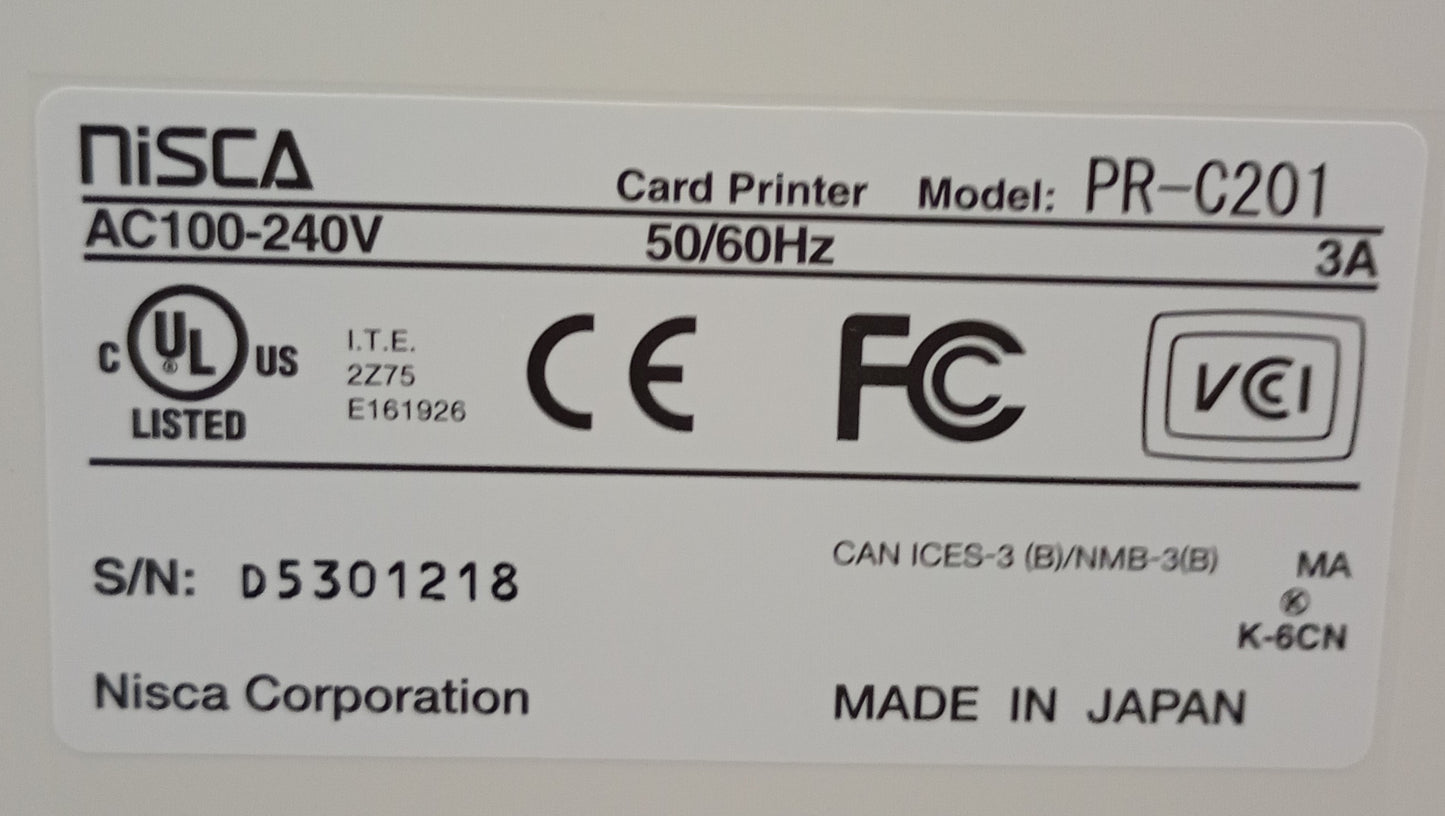 NiSCA
Card Printer Model: PR-C201
AC100-240V 50/60Hz 3A
C UL® US LISTED
I.T.E.
2Z75
E161926
CE FC VCCI
S/N: D5301218
CAN ICES-3 (B)/NMB-3(B) MA
K
K-6CN
Nisca Corporation MADE IN JAPAN